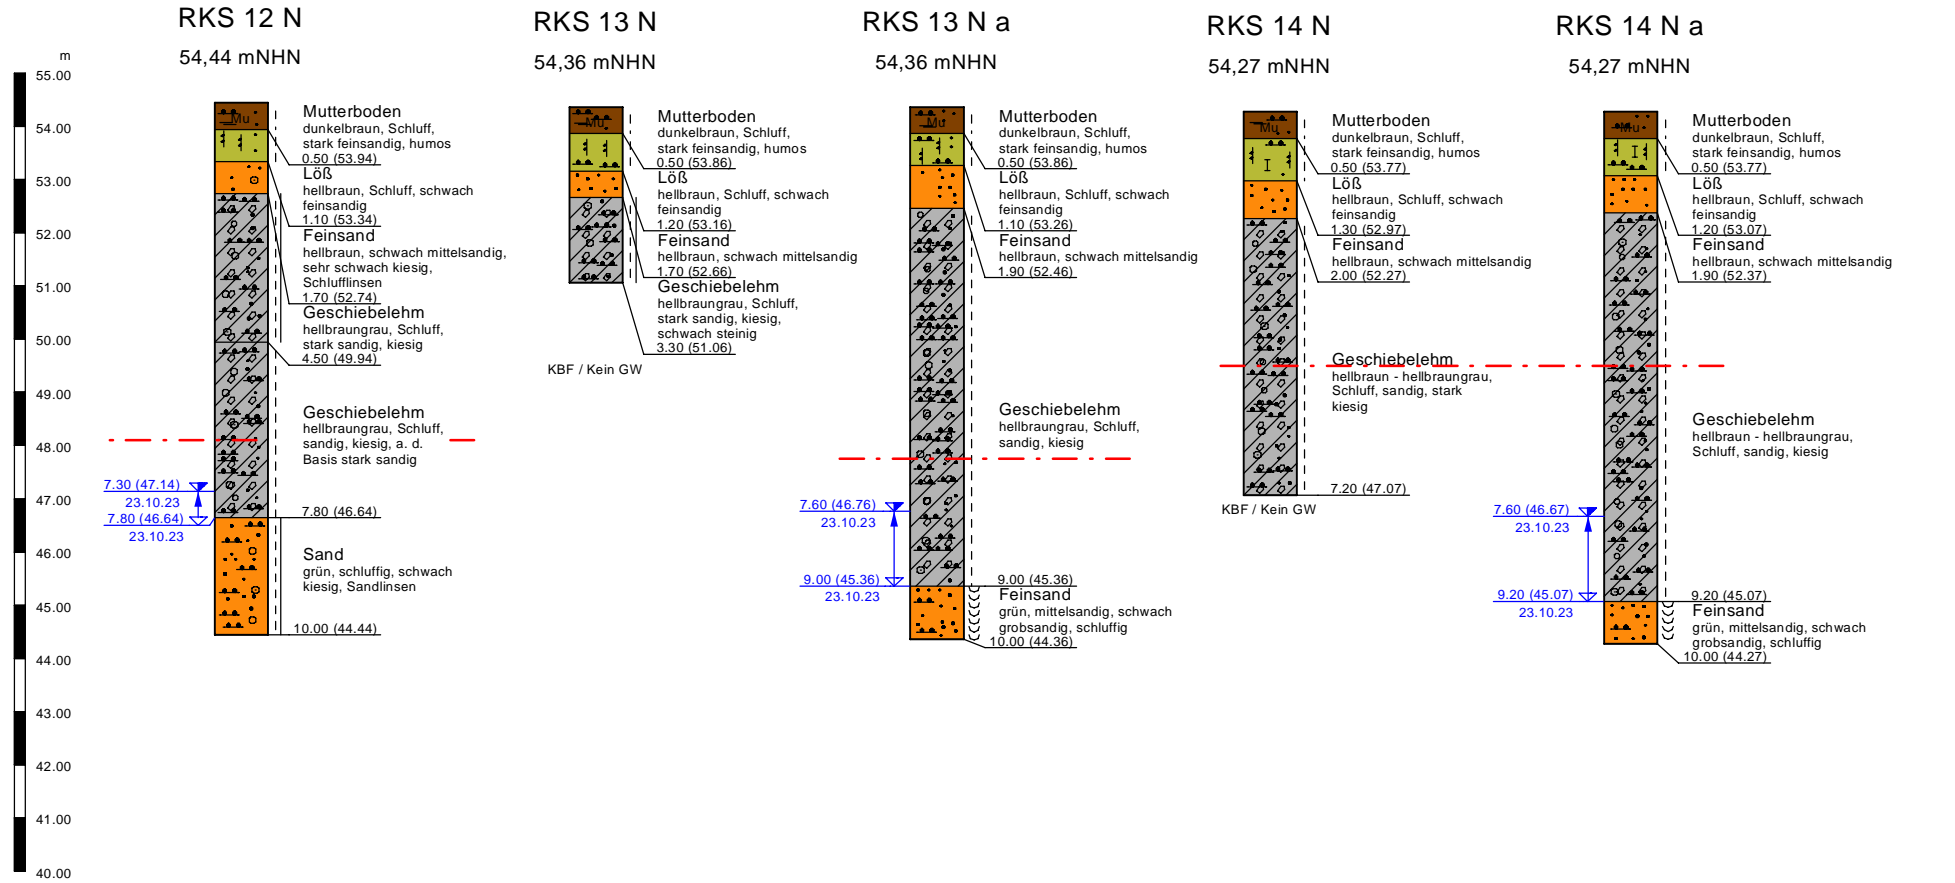 RKS 12 N
54,44 mNHN
RKS 13 N
54,36 mNHN
RKS 13 N a
54,36 mNHN
RKS 14 N
54,27 mNHN
RKS 14 N a
54,27 mNHN
m
55.00
54.00
53.00
52.00
51.00
50.00
49.00
48.00
47.00
46.00
45.00
44.00
43.00
42.00
41.00
40.00
Mu
Mutterboden
dunkelbraun, Schluff,
stark feinsandig, humos
0.50 (53.94)
Löß
hellbraun, Schluff, schwach
feinsandig
1.10 (53.34)
Feinsand
hellbraun, schwach mittelsandig,
sehr schwach kiesig,
Schlufflinsen
1.70 (52.74)
Geschiebelehm
hellbraungrau, Schluff,
stark sandig, kiesig
4.50 (49.94)
Geschiebelehm
hellbraungrau, Schluff,
sandig, kiesig, a. d.
Basis stark sandig
7.80 (46.64)
Sand
grün, schluffig, schwach
kiesig, Sandlinsen
10.00 (44.44)
7.30 (47.14)
23.10.23
7.80 (46.64)
23.10.23
Mu
Mutterboden
dunkelbraun, Schluff,
stark feinsandig, humos
0.50 (53.86)
Löß
hellbraun, Schluff, schwach
feinsandig
1.20 (53.16)
Feinsand
hellbraun, schwach mittelsandig
1.70 (52.66)
Geschiebelehm
hellbraungrau, Schluff,
stark sandig, kiesig,
schwach steinig
3.30 (51.06)
KBF / Kein GW
Mu
Mutterboden
dunkelbraun, Schluff,
stark feinsandig, humos
0.50 (53.86)
Löß
hellbraun, Schluff, schwach
feinsandig
1.10 (53.26)
Feinsand
hellbraun, schwach mittelsandig
1.90 (52.46)
Geschiebelehm
hellbraungrau, Schluff,
sandig, kiesig
9.00 (45.36)
Feinsand
grün, mittelsandig, schwach
grobsandig, schluffig
10.00 (44.36)
7.60 (46.76)
23.10.23
9.00 (45.36)
23.10.23
Mu
Mutterboden
dunkelbraun, Schluff,
stark feinsandig, humos
0.50 (53.77)
Löß
hellbraun, Schluff, schwach
feinsandig
1.30 (52.97)
Feinsand
hellbraun, schwach mittelsandig
2.00 (52.27)
Geschiebelehm
hellbraun - hellbraungrau,
Schluff, sandig, stark
kiesig
7.20 (47.07)
KBF / Kein GW
Mu
Mutterboden
dunkelbraun, Schluff,
stark feinsandig, humos
0.50 (53.77)
Löß
hellbraun, Schluff, schwach
feinsandig
1.20 (53.07)
Feinsand
hellbraun, schwach mittelsandig
1.90 (52.37)
Geschiebelehm
hellbraun - hellbraungrau,
Schluff, sandig, kiesig
9.20 (45.07)
Feinsand
grün, mittelsandig, schwach
grobsandig, schluffig
10.00 (44.27)
7.60 (46.67)
23.10.23
9.20 (45.07)
23.10.23